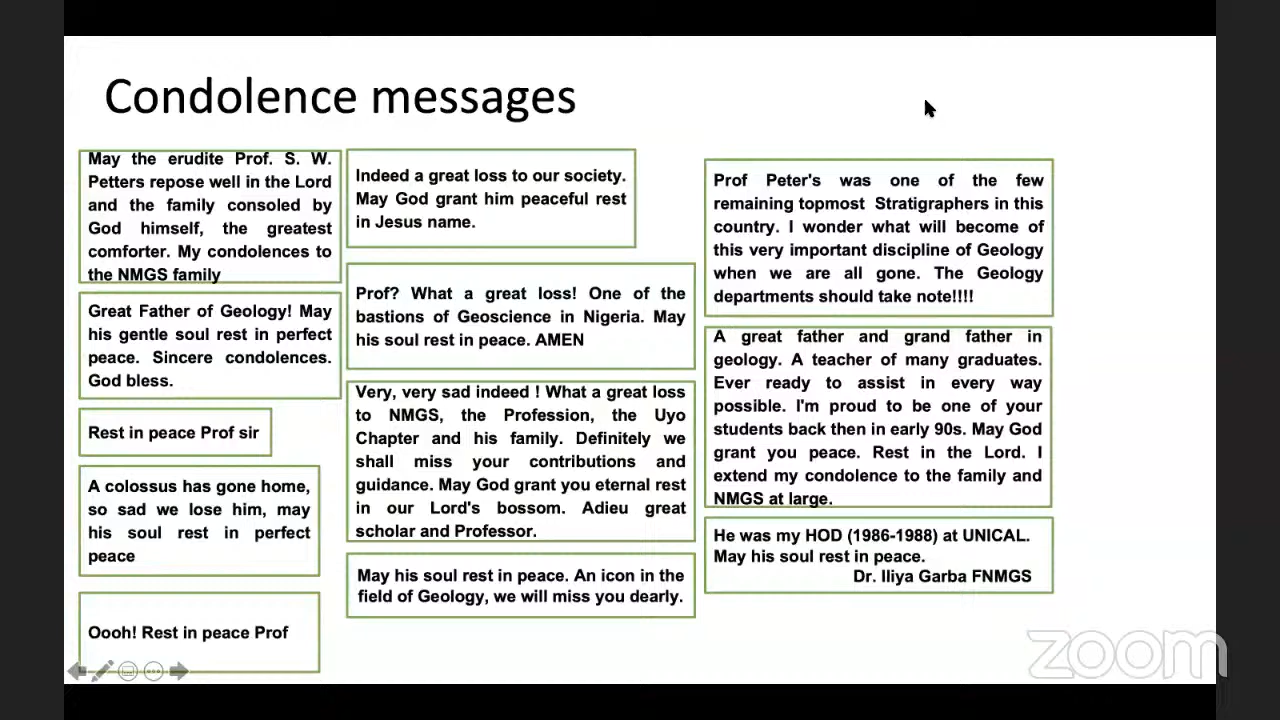 Condolence messages
May the erudite Prof. S. W.
Petters repose well in the Lord
and the family consoled by
God himself, the greatest
comforter. My condolences to
the NMGS family
Great Father of Geology! May
his gentle soul rest in perfect
peace. Sincere condolences.
God bless.
Rest in peace Prof sir
A colossus has gone home,
so sad we lose him, may
his soul rest in perfect
peace
Oooh! Rest in peace Prof
Indeed a great loss to our society.
May God grant him peaceful rest
in Jesus name.
Prof? What a great loss! One of the
bastions of Geoscience in Nigeria. May
his soul rest in peace. AMEN
Very, very sad indeed ! What a great loss
to NMGS, the Profession, the Uyo
Chapter and his family. Definitely we
shall miss your contributions and
guidance. May God grant you eternal rest
in our Lord's bossom. Adieu great
scholar and Professor.
May his soul rest in peace. An icon in the
field of Geology, we will miss you dearly.
Prof Peter's was one of the few
remaining topmost Stratigraphers in this
country. I wonder what will become of
this very important discipline of Geology
when we are all gone. The Geology
departments should take note!!!!
A great father and grand father in
geology. A teacher of many graduates.
Ever ready to assist in every way
possible. I'm proud to be one of your
students back then in early 90s. May God
grant you peace. Rest in the Lord. I
extend my condolence to the family and
NMGS at large.
He was my HOD (1986-1988) at UNICAL.
May his soul rest in peace.
Dr. Iliya Garba FNMGS
zoom